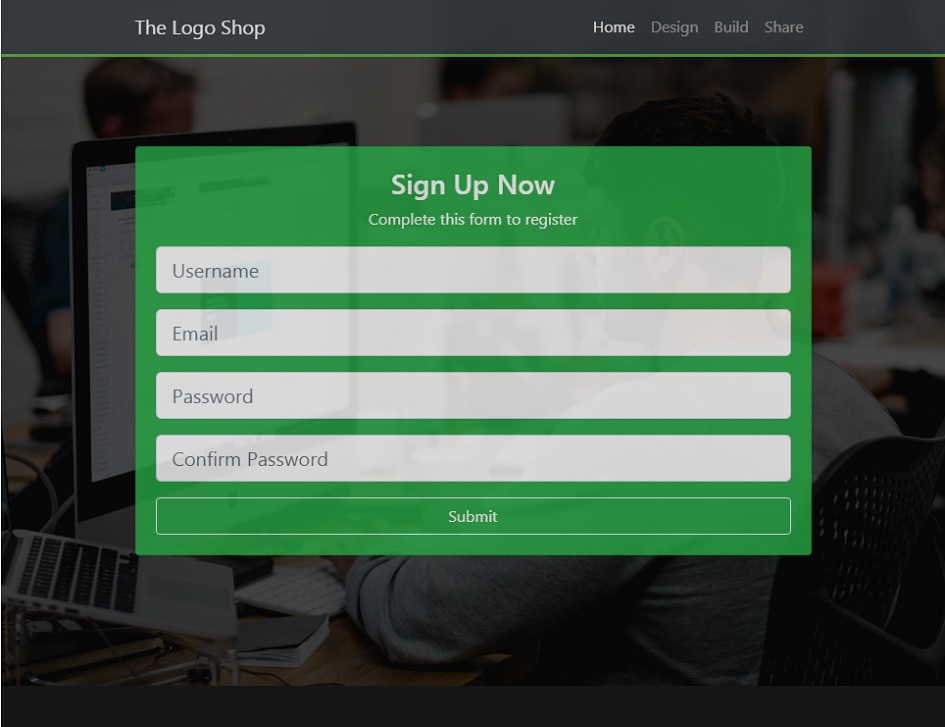 The Logo Shop
Home Design Build Share
Sign Up Now
Complete this form to register
Username
Email
Password
Confirm Password
Submit